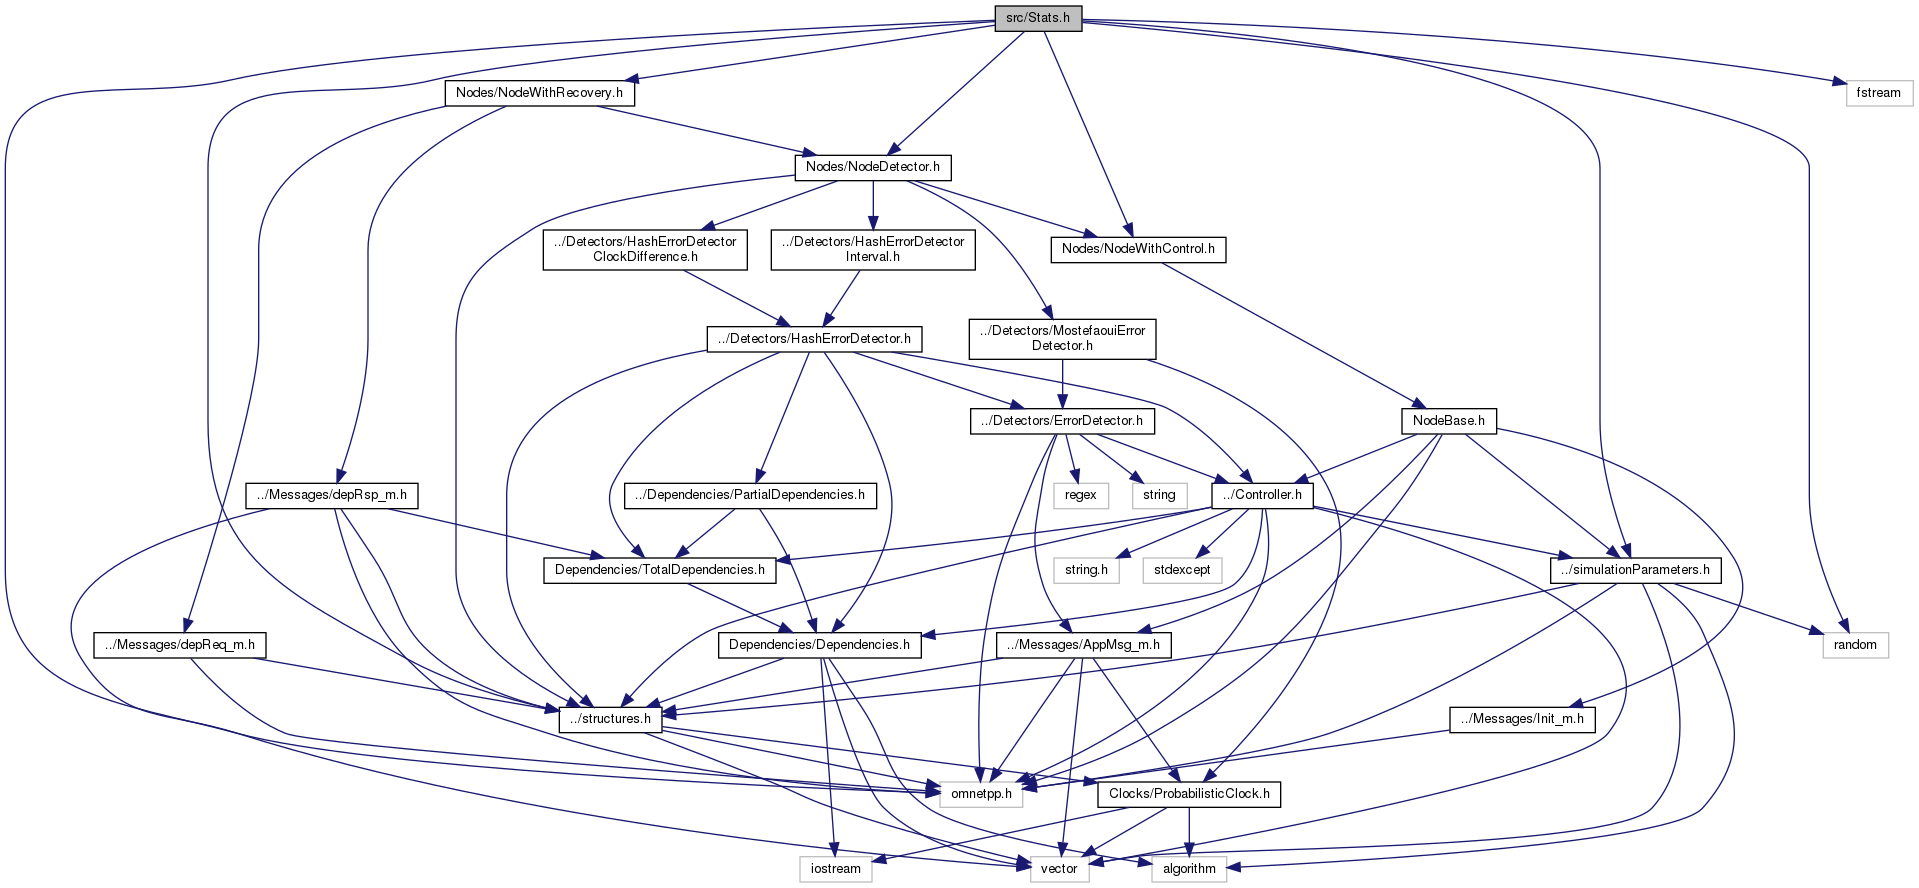 src/Stats.h
Nodes/NodeWithRecovery.h
fstream
Nodes/NodeDetector.h
../Detectors/HashErrorDetector
ClockDifference.h
../Detectors/HashErrorDetector
Interval.h
Nodes/NodeWithControl.h
../Detectors/HashErrorDetector.h
../Detectors/MostefaouiError
Detector.h
../Detectors/ErrorDetector.h
NodeBase.h
../Messages/depRsp_m.h
../Dependencies/PartialDependencies.h
regex
string
../Controller.h
Dependencies/TotalDependencies.h
string.h
stdexcept
../simulationParameters.h
../Messages/depReq_m.h
Dependencies/Dependencies.h
../Messages/AppMsg_m.h
random
../structures.h
../Messages/Init_m.h
omnetpp.h
Clocks/ProbabilisticClock.h
iostream
vector
algorithm